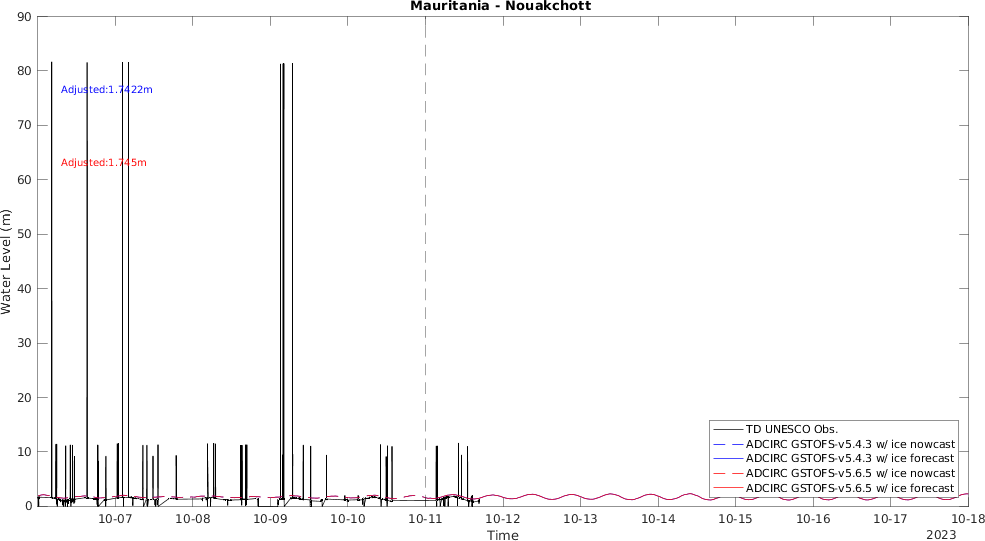 Mauritania - Nouakchott
90
80
70
60
50
40
30
20
10
0
Water Level (m)
Adjusted:1.7422m
Adjusted:1.745m
TD UNESCO Obs.
ADCIRC GSTOFS-v5.4.3 w/ ice nowcast
ADCIRC GSTOFS-v5.4.3 w/ ice forecast
ADCIRC GSTOFS-v5.6.5 w/ ice nowcast
ADCIRC GSTOFS-v5.6.5 w/ ice forecast
10-07 10-08 10-09 10-10 10-11 10-12 10-13 10-14 10-15 10-16 10-17 10-18
Time
2023